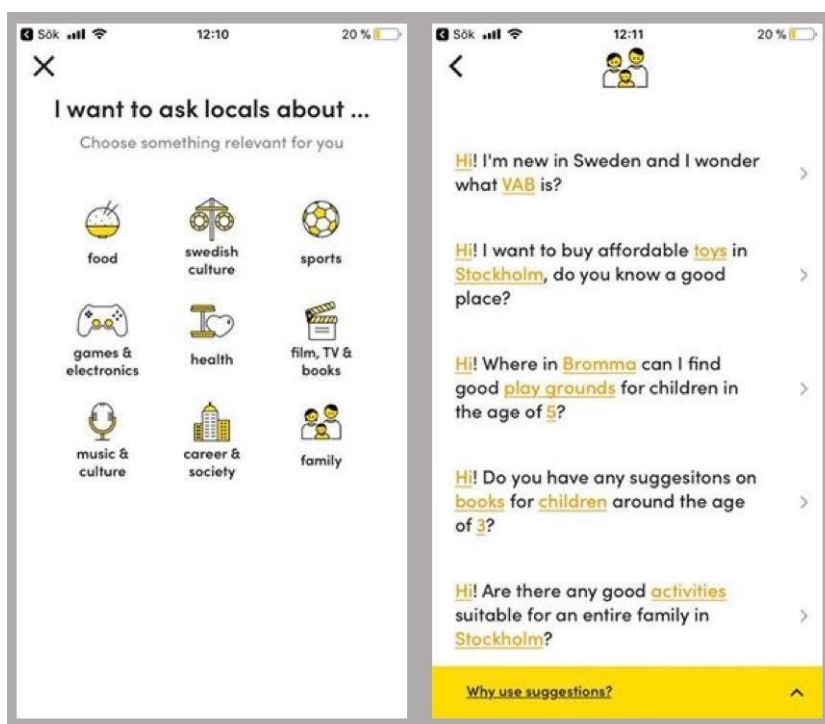 Sök 12:10 20 %
I want to ask locals about ...
Choose something relevant for you
food
swedish
culture
sports
games &
electronics
health
film, TV &
books
music &
culture
career &
society
family
Sök 12:11 20 %
Hi! I'm new in Sweden and I wonder
what VAB is?
Hi! I want to buy affordable toys in
Stockholm, do you know a good
place?
Hi! Where in Bromma can I find
good play grounds for children in
the age of 5?
Hi! Do you have any suggesitons on
books for children around the age
of 3?
Hi! Are there any good activities
suitable for an entire family in
Stockholm?
Why use suggestions?